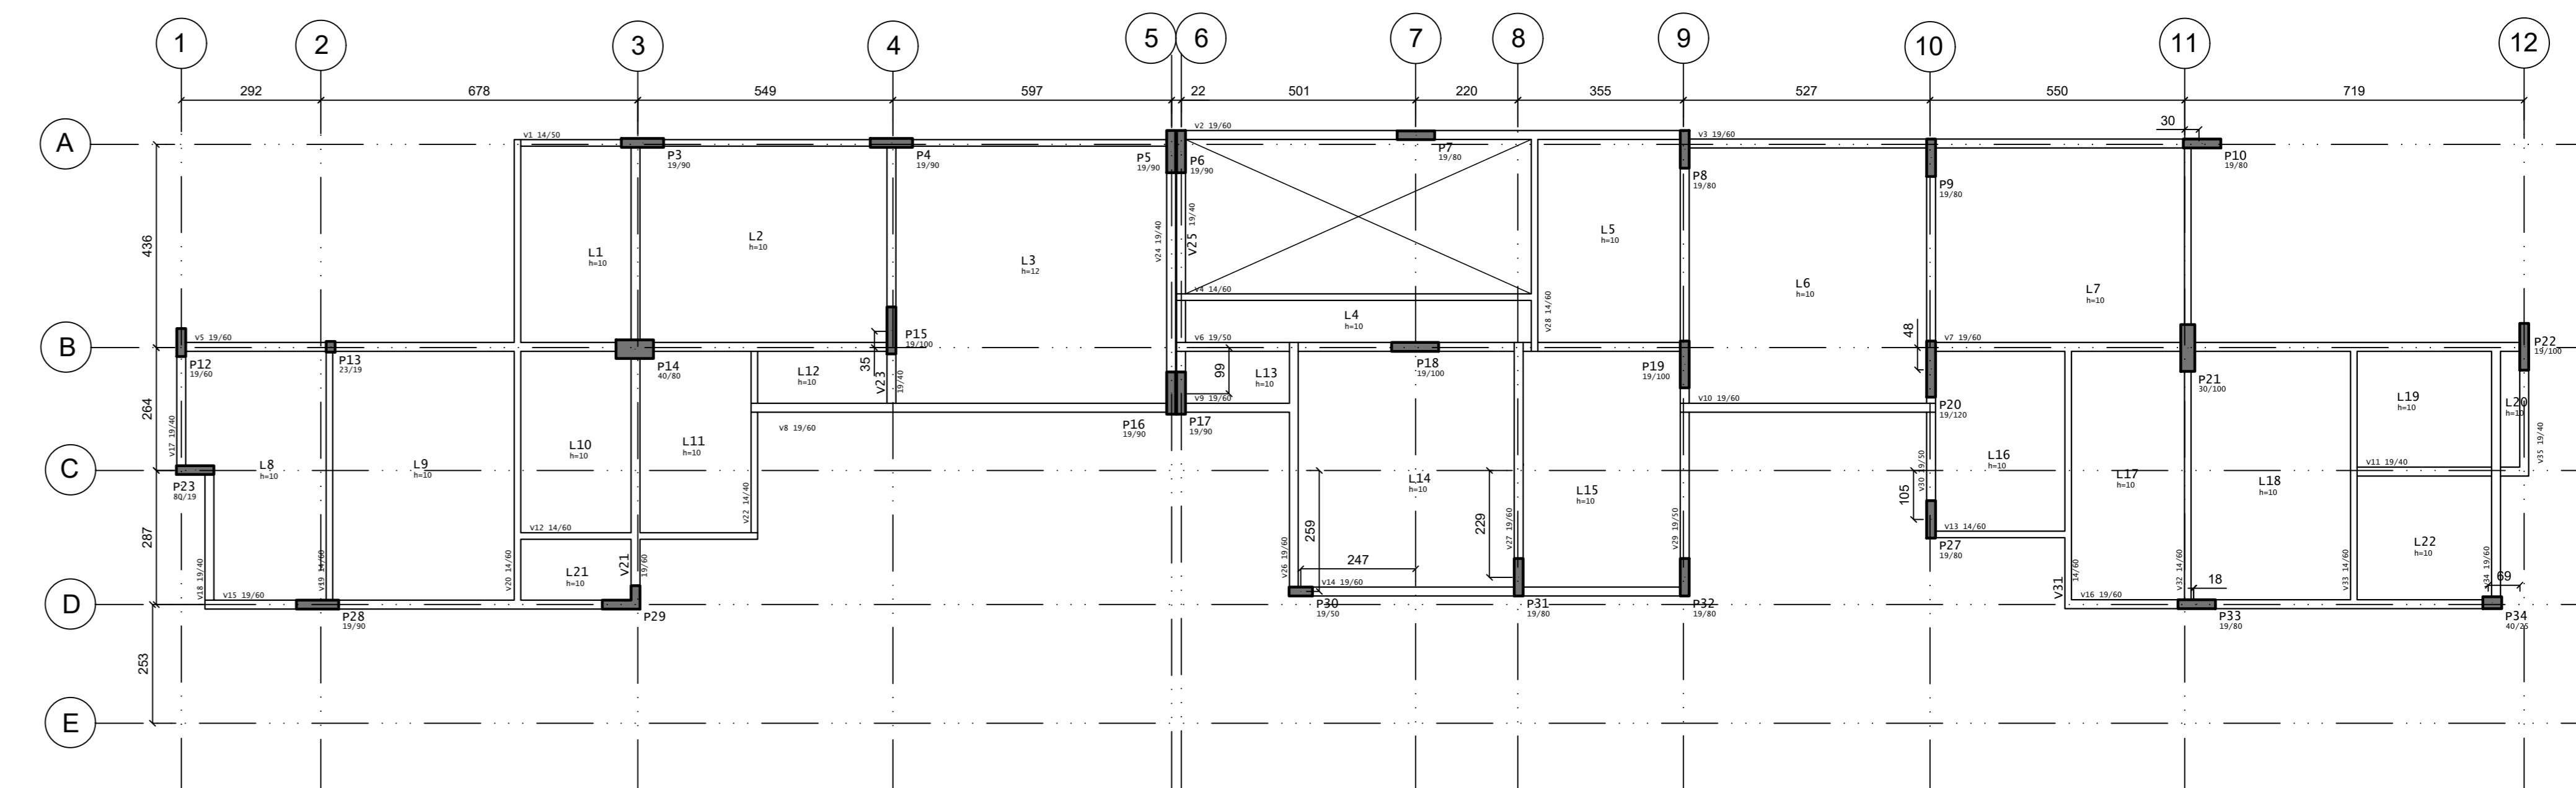 1 2 3 4 5 6 7 8 9 10 11 12
292 678 549 597 22 501 220 355 527 550 719
30
A
v1 14/50
v2 19/60
v3 19/60
P3
19/90
P4
19/90
P5
19/90
P6
19/90
P7
19/80
P8
19/80
P9
19/80
P10
19/80
436
L1
h=10
L2
h=10
L3
h=12
v24 19/40
V25 19/40
L5
h=10
L6
h=10
L7
h=10
v4 14/60
L4
h=10
v28 14/60
B
v5 19/60
v6 19/50
v7 19/60
48
P12
19/60
P13
23/19
P14
40/80
P15
19/100
35
V23 19/40
L12
h=10
99
L13
h=10
P18
19/100
P19
19/100
P20
19/120
P21
30/100
P22
19/100
264
v17 19/40
v8 19/60
v9 19/60
v10 19/60
P16
19/90
P17
19/90
L19
h=10
L20
h=10
v35 19/40
C
P23
80/19
L8
h=10
L9
h=10
L10
h=10
L11
h=10
v22 14/40
L14
h=10
L15
h=10
L16
h=10
L17
h=10
L18
h=10
v11 19/40
v30 19/50
105
287
v18 19/40
v19 14/60
v20 14/60
v12 14/60
V21 19/60
L21
h=10
259
247
229
v26 19/60
v27 19/60
v29 19/50
v14 19/60
P27
19/80
v13 14/60
V31 14/60
v32 14/60
v33 14/60
L22
h=10
v34 19/60
69
18
D
v15 19/60
v16 19/60
P28
19/90
P29
P30
19/50
P31
19/80
P32
19/80
P33
19/80
P34
40/25
253
E